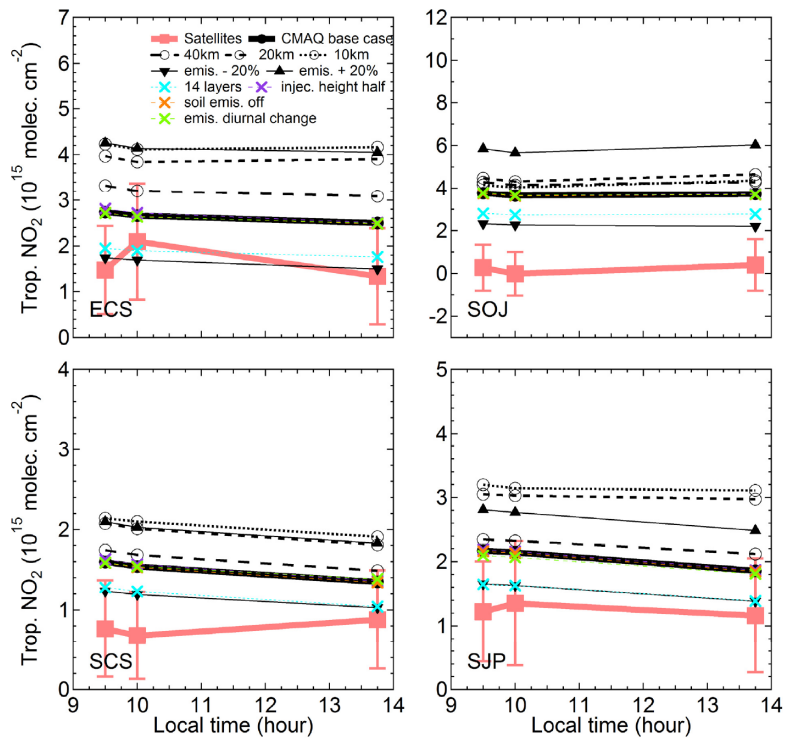 7
6
5
4
3
2
1
0
Trop. NO2 (10^15 molec. cm^-2)
Satellites CMAQ base case
40km 20km 10km
emis. - 20% emis. + 20%
14 layers injec. height half
soil emis. off
emis. diurnal change
ECS
12
10
8
6
4
2
0
-2
SOJ
4
3
2
1
0
Trop. NO2 (10^15 molec. cm^-2)
SCS
9 10 11 12 13 14
Local time (hour)
5
4
3
2
1
0
SJP
9 10 11 12 13 14
Local time (hour)